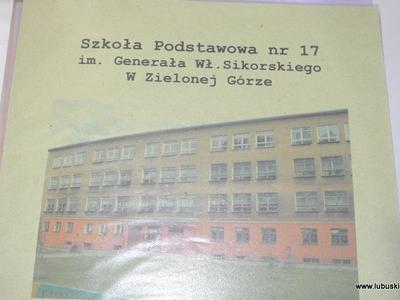 Szkoła Podstawowa nr 17
im. Generała Wł.Sikorskiego
W Zielonej Górze
www.lubuski